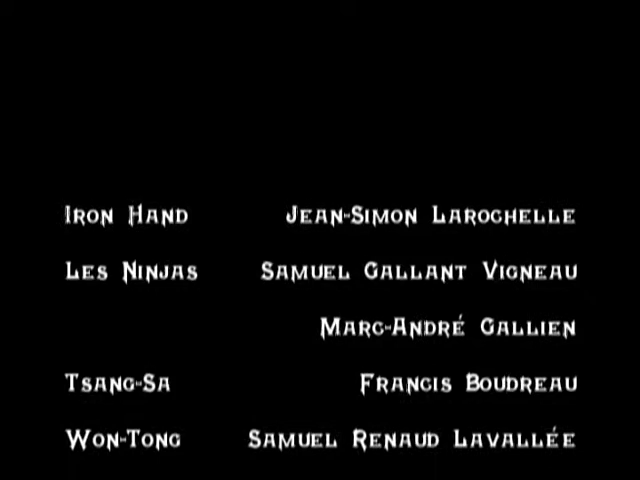 Iron Hand Jean-Simon Larochelle
Les Ninjas Samuel Gallant Vigneau
Marc-André Gallien
Tsang-Sa Francis Boudreau
Won-Tong Samuel Renaud Lavallée